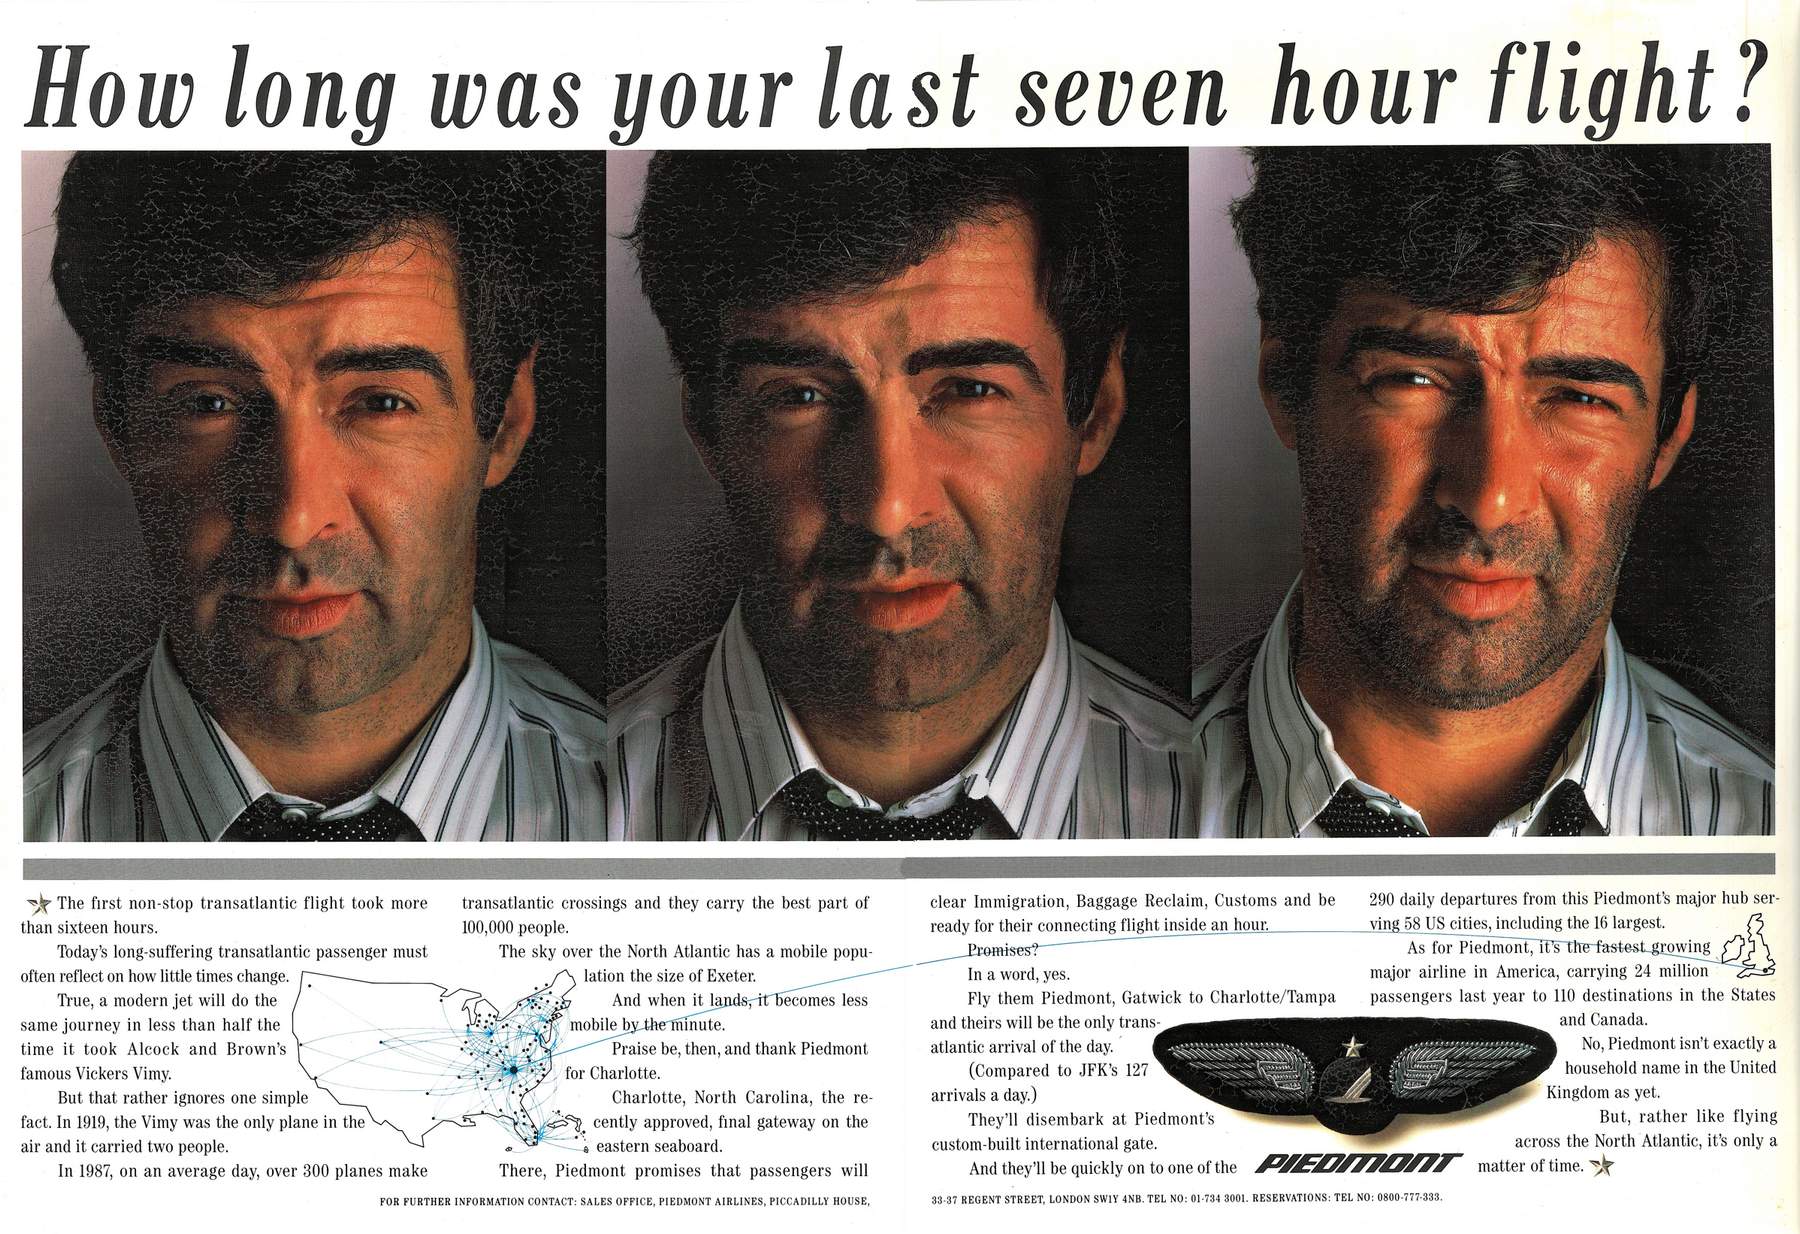 How long was your last seven hour flight?
The first non-stop transatlantic flight took more
than sixteen hours.
Today's long-suffering transatlantic passenger must
often reflect on how little times change.
True, a modern jet will do the
same journey in less than half the
time it took Alcock and Brown's
famous Vickers Vimy.
But that rather ignores one simple
fact. In 1919, the Vimy was the only plane in the
air and it carried two people.
In 1987, on an average day, over 300 planes make
transatlantic crossings and they carry the best part of
100,000 people.
The sky over the North Atlantic has a mobile popu-
lation the size of Exeter.
And when it lands, it becomes less
mobile by the minute.
Praise be, then, and thank Piedmont
for Charlotte.
Charlotte, North Carolina, the re-
cently approved, final gateway on the
eastern seaboard.
There, Piedmont promises that passengers will
clear Immigration, Baggage Reclaim, Customs and be
ready for their connecting flight inside an hour.
Promises?
In a word, yes.
Fly them Piedmont, Gatwick to Charlotte/Tampa
and theirs will be the only trans-
atlantic arrival of the day.
(Compared to JFK's 127
arrivals a day.)
They'll disembark at Piedmont's
custom-built international gate.
And they'll be quickly on to one of the
290 daily departures from this Piedmont's major hub ser-
ving 58 US cities, including the 16 largest.
As for Piedmont, it's the fastest growing
major airline in America, carrying 24 million
passengers last year to 110 destinations in the States
and Canada.
No, Piedmont isn't exactly a
household name in the United
Kingdom as yet.
But, rather like flying
across the North Atlantic, it's only a
matter of time.
PIEDMONT
FOR FURTHER INFORMATION CONTACT: SALES OFFICE, PIEDMONT AIRLINES, PICCADILLY HOUSE,
33-37 REGENT STREET, LONDON SW1Y 4NB. TEL NO: 01-734 3001. RESERVATIONS: TEL NO: 0800-777-333.